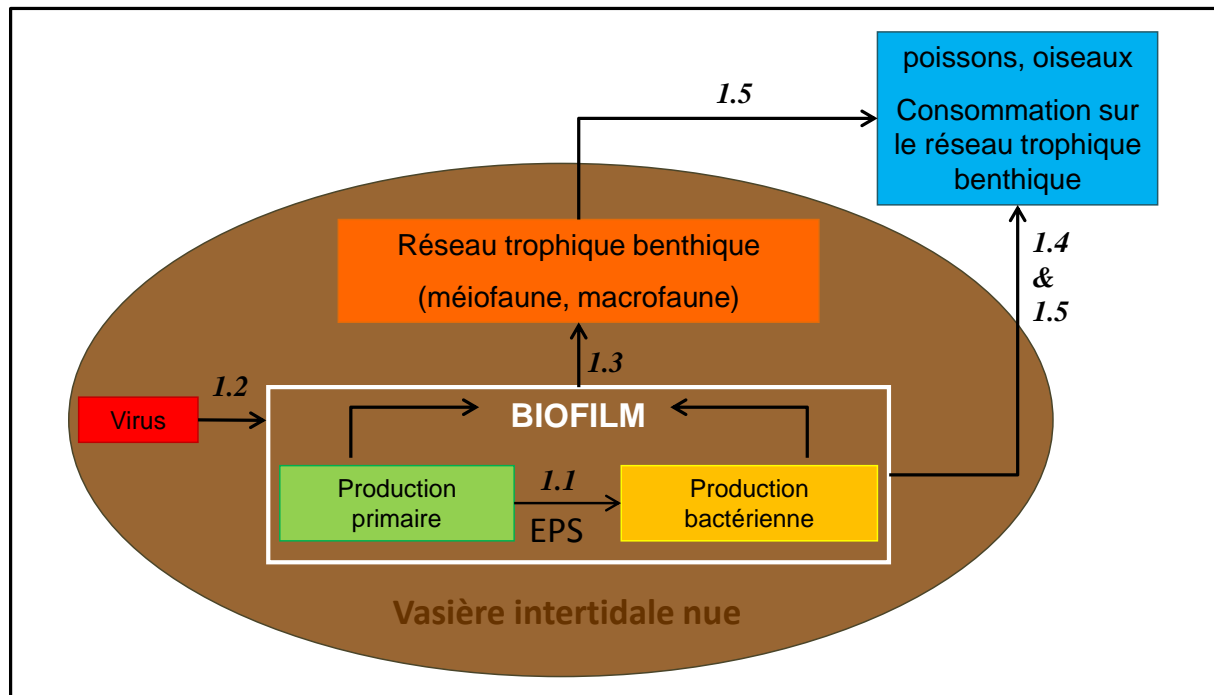 poissons, oiseaux
Consommation sur
le réseau trophique
benthique
1.5
1.4
&
1.5
Réseau trophique benthique
(méiofaune, macrofaune)
1.3
1.2
Virus
BIOFILM
Production
primaire
1.1
EPS
Production
bactérienne
Vasière intertidale nue